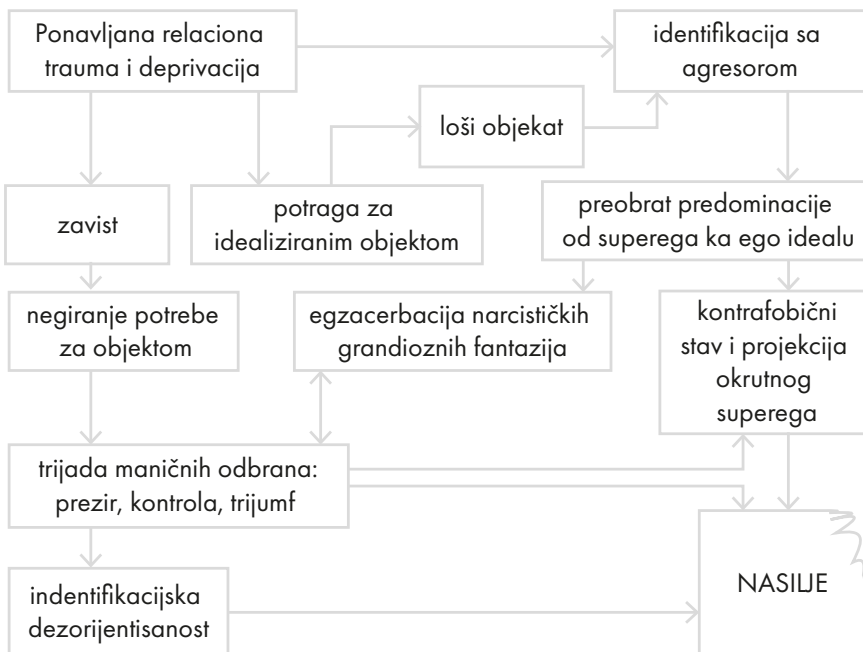 Ponavljana relaciona
trauma i deprivacija
identifikacija sa
agresorom
loši objekat
zavist
potraga za
idealiziranim objektom
preobrat predominacije
od superega ka ego idealu
negiranje potrebe
za objektom
egzacerbacija narcističkih
grandioznih fantazija
kontrafobični
stav i projekcija
okrutnog
superega
trijada maničnih odbrana:
prezir, kontrola, trijumf
indentifikacijska
dezorijentisanost
NASILJE